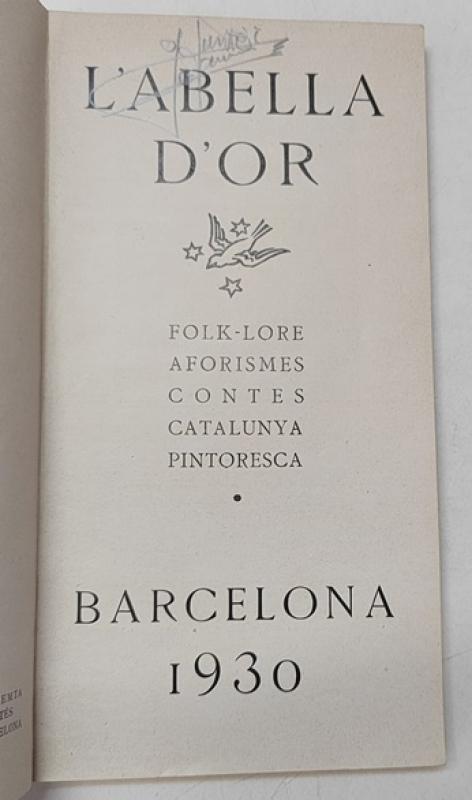 L'ABELLA
D'OR
FOLK-LORE
AFORISMES
CONTES
CATALUNYA
PINTORESCA
BARCELONA
1930